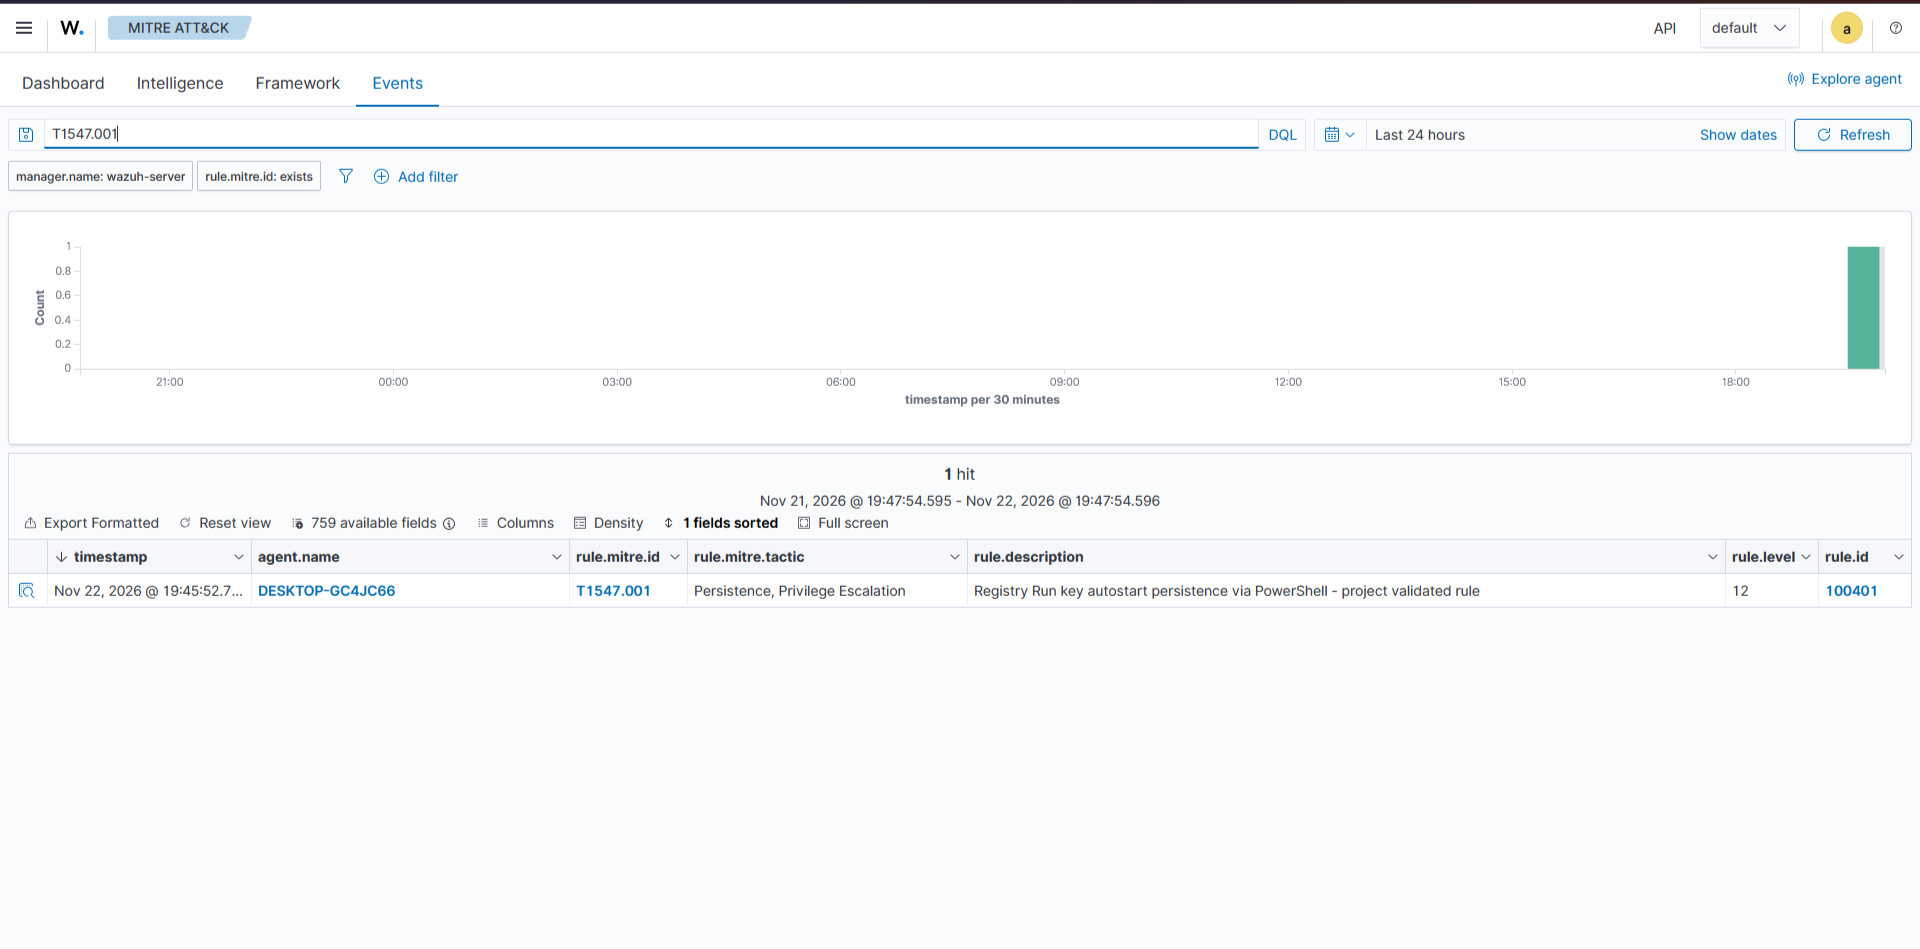 W. MITRE ATT&CK API default a
Dashboard Intelligence Framework Events Explore agent
T1547.001 DQL Last 24 hours Show dates Refresh
manager.name: wazuh-server rule.mitre.id: exists Add filter
1
0.8
0.6
0.4
0.2
0
Count
21:00 00:00 03:00 06:00 09:00 12:00 15:00 18:00
timestamp per 30 minutes
1 hit
Nov 21, 2026 @ 19:47:54.595 - Nov 22, 2026 @ 19:47:54.596
Export Formatted Reset view 759 available fields Columns Density 1 fields sorted Full screen
timestamp agent.name rule.mitre.id rule.mitre.tactic rule.description rule.level rule.id
Nov 22, 2026 @ 19:45:52.7... DESKTOP-GC4JC66 T1547.001 Persistence, Privilege Escalation Registry Run key autostart persistence via PowerShell - project validated rule 12 100401